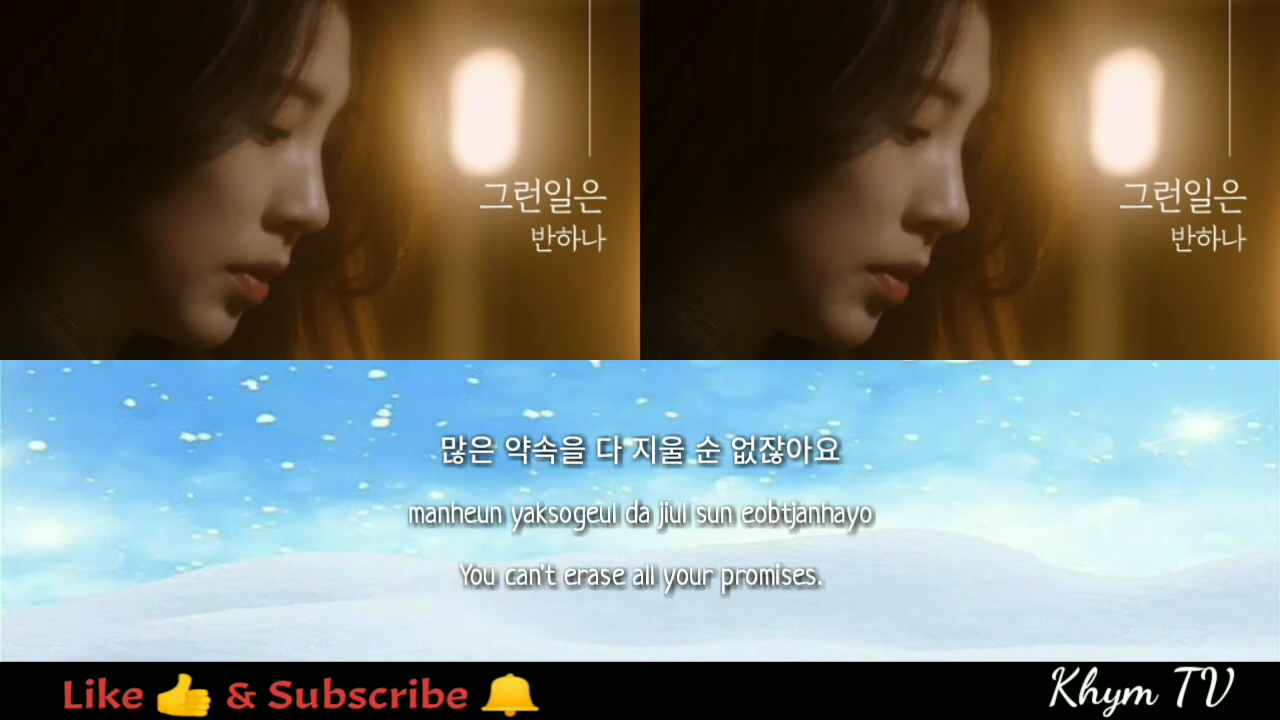 그런일은
반하나
그런일은
반하나
많은 약속을 다 지울 순 없잖아요
manheun yaksogeul da jiul sun eobtjanhayo
You can't erase all your promises.
Like 👍 & Subscribe 🔔
Khym TV